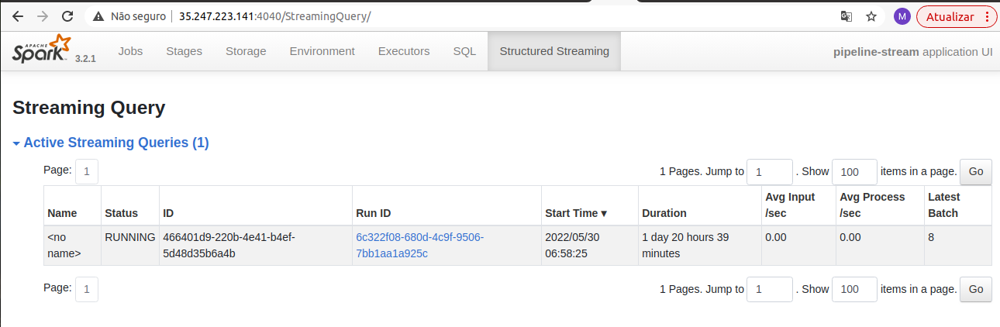 Não seguro | 35.247.223.141:4040/StreamingQuery/
M
Atualizar
APACHE
Spark 3.2.1
Jobs Stages Storage Environment Executors SQL Structured Streaming
pipeline-stream application UI
Streaming Query
Active Streaming Queries (1)
Page: 1
1 Pages. Jump to 1 . Show 100 items in a page. Go
Name Status ID Run ID Start Time ▾ Duration Avg Input /sec Avg Process /sec Latest Batch
<no name> RUNNING 466401d9-220b-4e41-b4ef-5d48d35b6a4b 6c322f08-680d-4c9f-9506-7bb1aa1a925c 2022/05/30 06:58:25 1 day 20 hours 39 minutes 0.00 0.00 8
Page: 1
1 Pages. Jump to 1 . Show 100 items in a page. Go